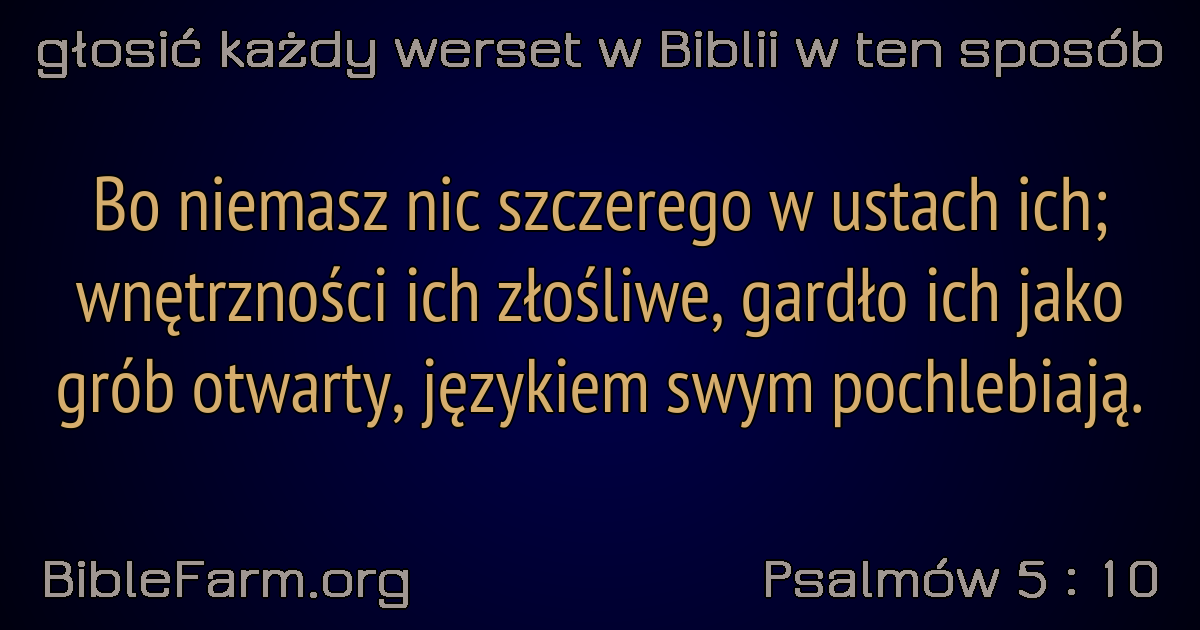 głosić każdy werset w Biblii w ten sposób
Bo niemasz nic szczerego w ustach ich;
wnętrzności ich złośliwe, gardło ich jako
grób otwarty, językiem swym pochlebiają.
BibleFarm.org
Psalmów 5 : 10